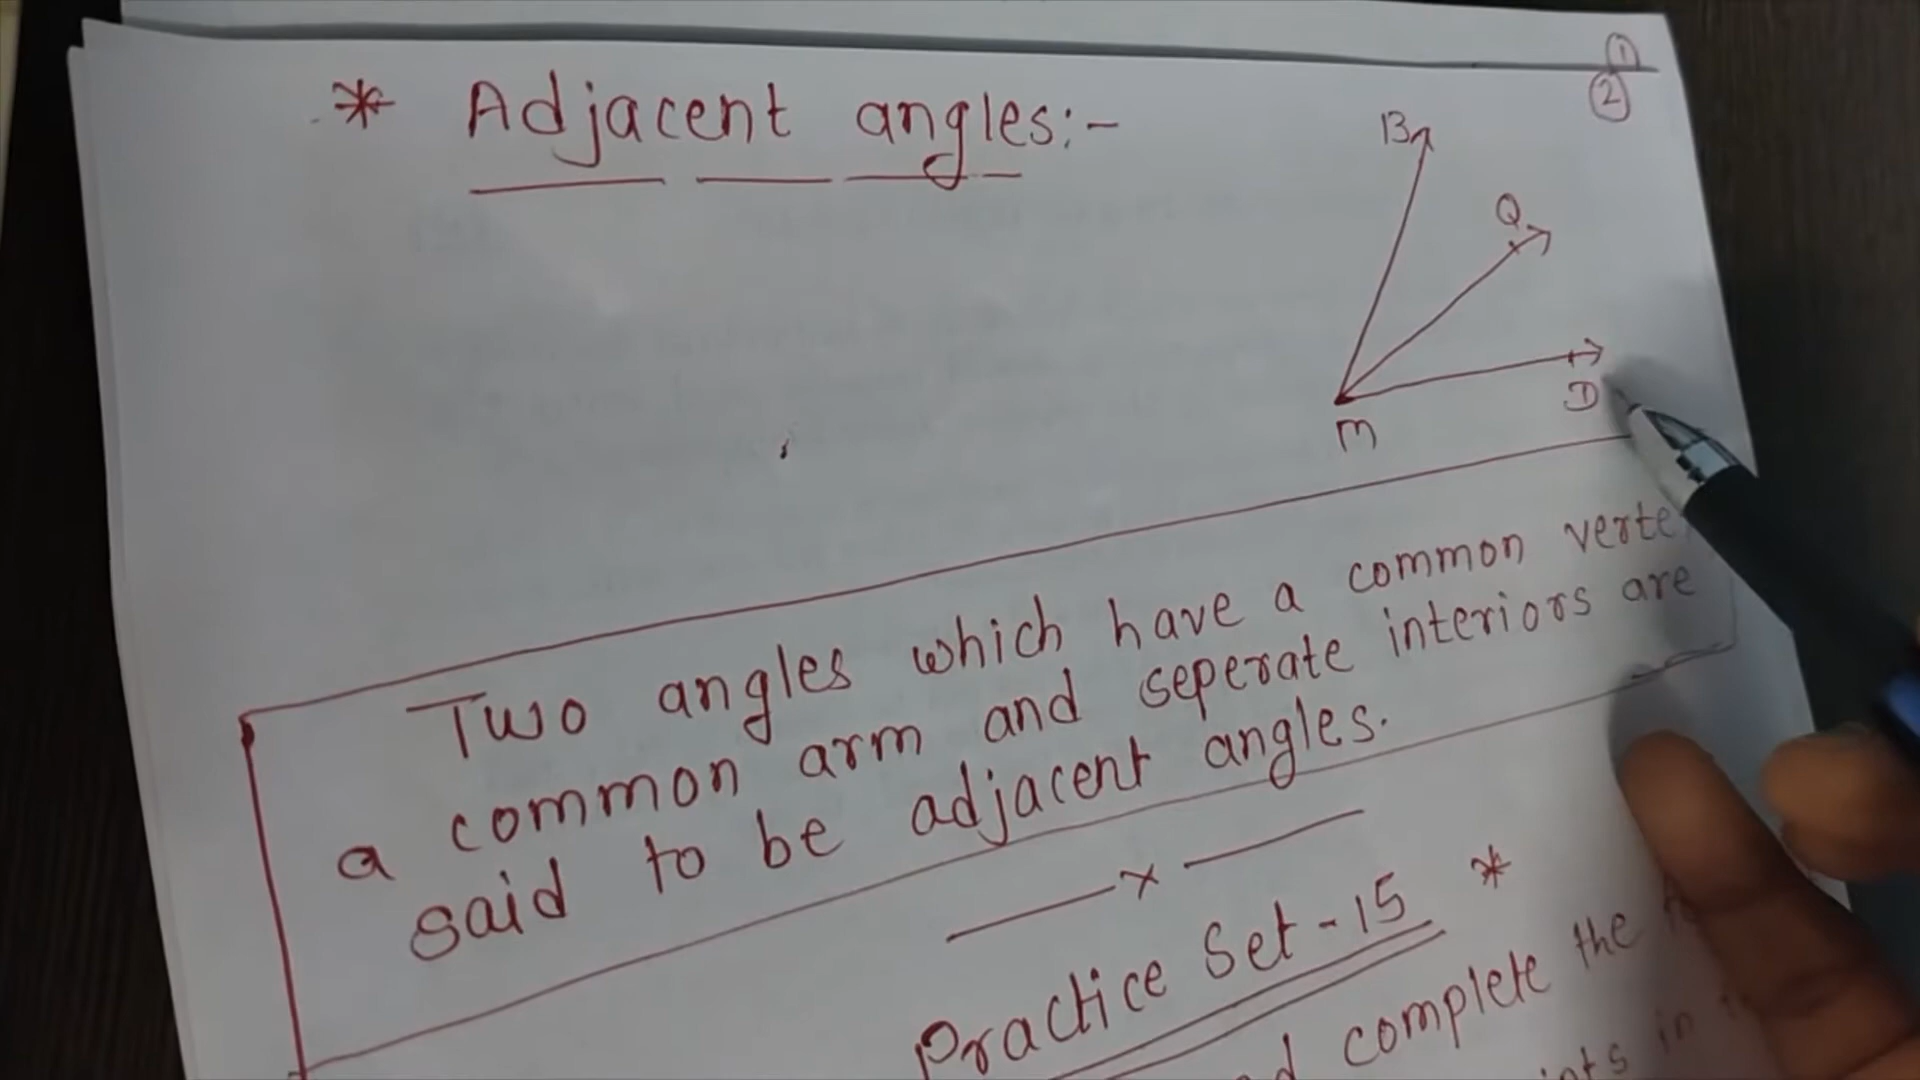 1
2
* Adjacent angles:-
B
Q
D
M
Two angles which have a common
a common arm and seperate interiors are
said to be adjacent angles.
x
Practice Set-15 *
complete the
in